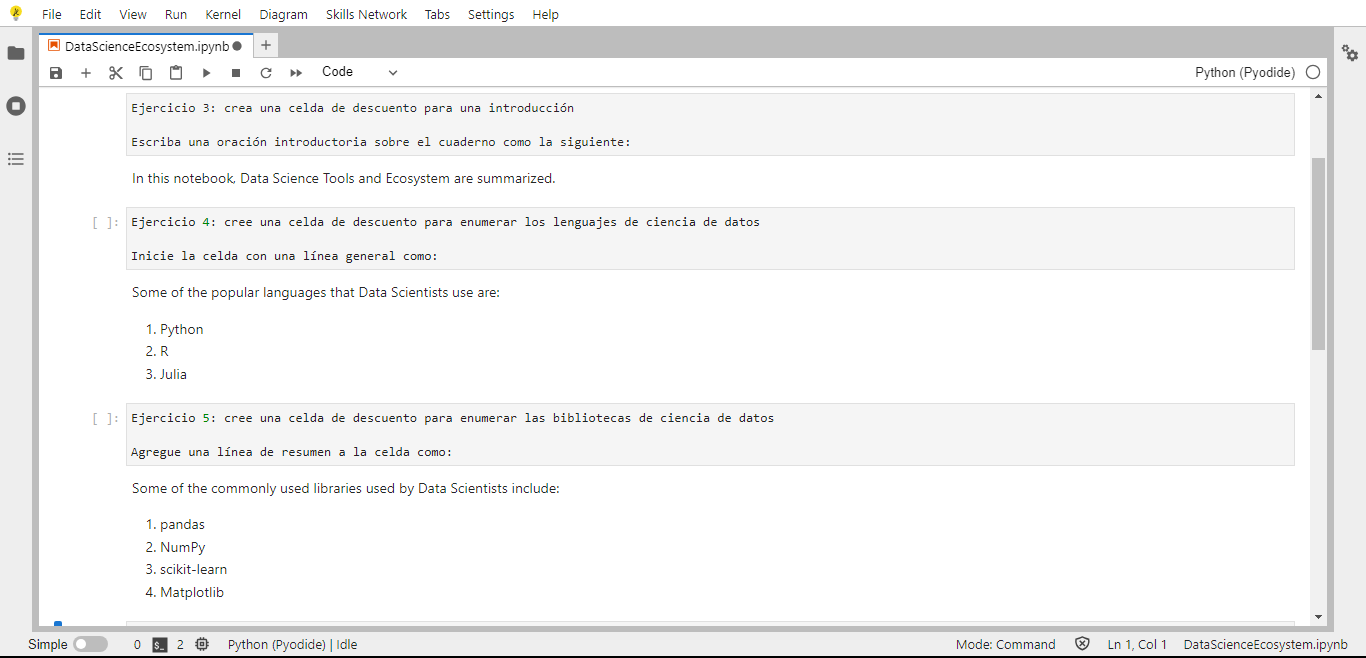 File Edit View Run Kernel Diagram Skills Network Tabs Settings Help
DataScienceEcosystem.ipynb
Code
Python (Pyodide)
Ejercicio 3: crea una celda de descuento para una introducción
Escriba una oración introductoria sobre el cuaderno como la siguiente:
In this notebook, Data Science Tools and Ecosystem are summarized.
[ ]: Ejercicio 4: cree una celda de descuento para enumerar los lenguajes de ciencia de datos
Inicie la celda con una línea general como:
Some of the popular languages that Data Scientists use are:
1. Python
2. R
3. Julia
[ ]: Ejercicio 5: cree una celda de descuento para enumerar las bibliotecas de ciencia de datos
Agregue una línea de resumen a la celda como:
Some of the commonly used libraries used by Data Scientists include:
1. pandas
2. NumPy
3. scikit-learn
4. Matplotlib
Simple 0 2 Python (Pyodide) | Idle Mode: Command Ln 1, Col 1 DataScienceEcosystem.ipynb